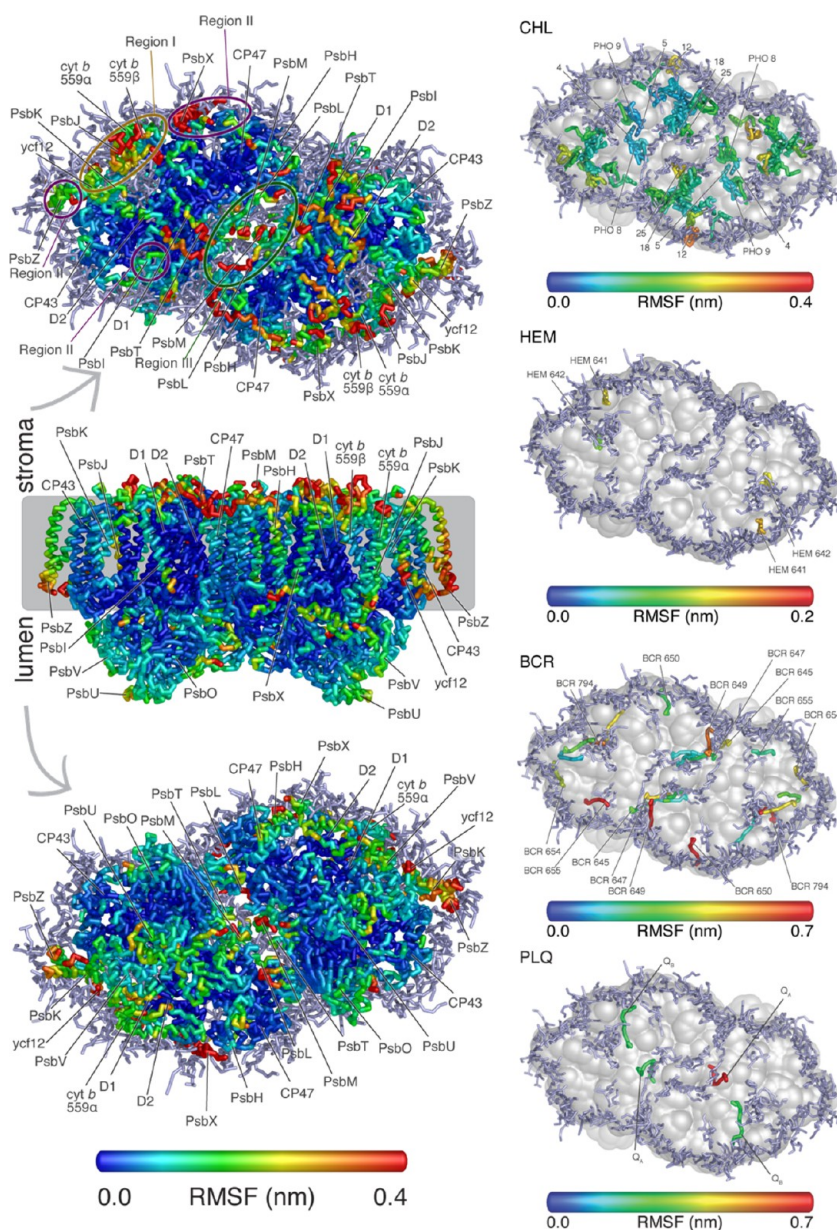 Region II
Region I
PsbX
CP47
PsbH
PsbM
PsbT
PsbL
D1
PsbI
D2
CP43
PsbZ
cyt b
559α
cyt b
559β
PsbK
PsbJ
ycf12
PsbZ
Region II
CP43
D2
D1
Region II
PsbI
PsbT
PsbM
Region III
PsbL
PsbH
CP47
PsbX
cyt b
559β
cyt b
559α
PsbJ
PsbK
ycf12
stroma
lumen
PsbK
PsbJ
CP43
D1
D2
PsbT
CP47
PsbM
PsbH
D2
D1
cyt b
559β
cyt b
559α
PsbJ
PsbK
PsbZ
PsbI
PsbV
PsbU
PsbO
PsbX
PsbV
PsbU
ycf12
CP43
PsbZ
PsbX
PsbH
CP47
PsbL
PsbT
PsbM
PsbO
PsbU
CP43
PsbZ
D2
D1
cyt b
559α
PsbV
ycf12
PsbK
PsbZ
CP43
PsbU
PsbO
PsbT
PsbM
CP47
PsbL
PsbH
PsbX
D2
D1
cyt b
559α
PsbV
ycf12
PsbK
0.0 RMSF (nm) 0.4
CHL
4
PHO 9
5
12
18
25
PHO 8
PHO 8
25
18
5
12
PHO 9
4
0.0 RMSF (nm) 0.4
HEM
HEM 641
HEM 642
HEM 642
HEM 641
0.0 RMSF (nm) 0.2
BCR
BCR 794
BCR 650
BCR 647
BCR 649
BCR 645
BCR 655
BCR 654
BCR 655
BCR 645
BCR 647
BCR 649
BCR 650
BCR 794
0.0 RMSF (nm) 0.7
PLQ
Q_B
Q_A
Q_A
Q_B
0.0 RMSF (nm) 0.7